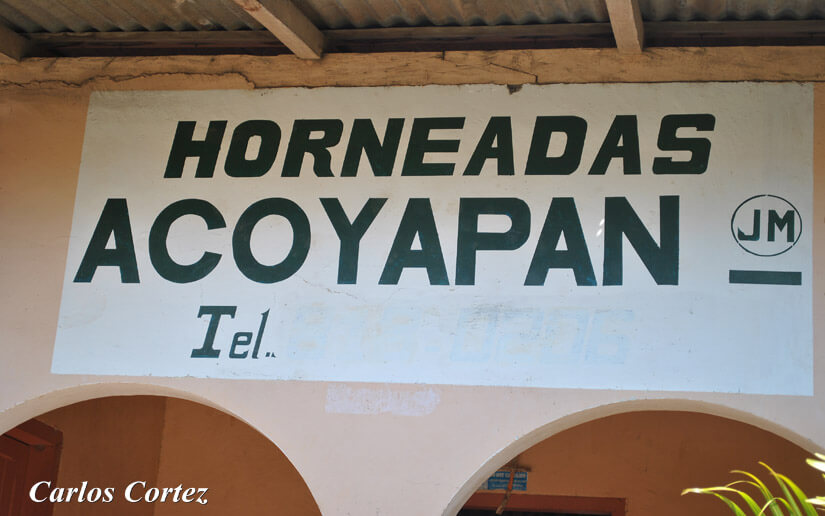 HORNEADAS
ACOYAPAN
JM
Tel..
Carlos Cortez